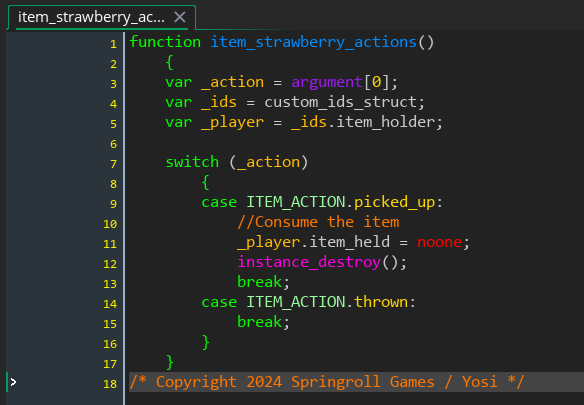 item_strawberry_ac... ×
1 function item_strawberry_actions()
2 {
3 var _action = argument[0];
4 var _ids = custom_ids_struct;
5 var _player = _ids.item_holder;
6
7 switch (_action)
8 {
9 case ITEM_ACTION.picked_up:
10 //Consume the item
11 _player.item_held = noone;
12 instance_destroy();
13 break;
14 case ITEM_ACTION.thrown:
15 break;
16 }
17 }
18 /* Copyright 2024 Springroll Games / Yosi */